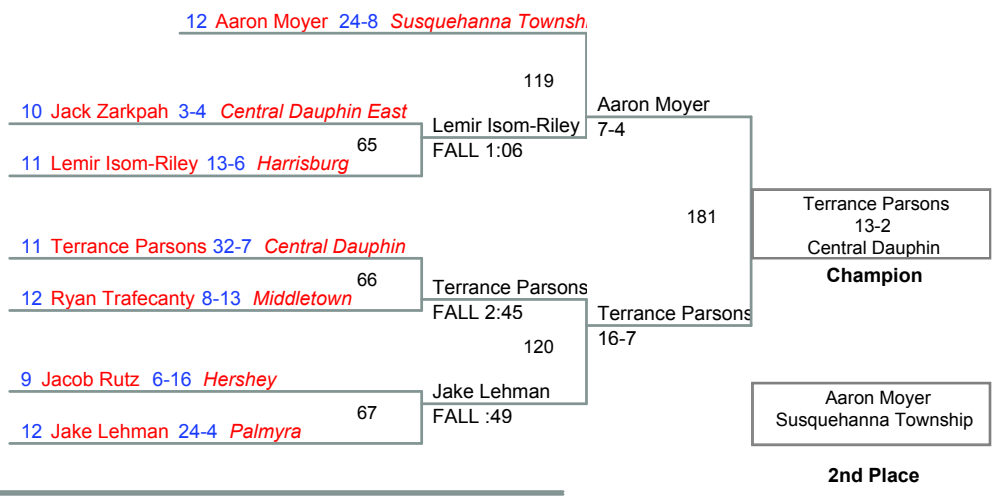 12 Aaron Moyer 24-8 Susquehanna Townshi
119
10 Jack Zarkpah 3-4 Central Dauphin East
Aaron Moyer
7-4
65
Lemir Isom-Riley
FALL 1:06
11 Lemir Isom-Riley 13-6 Harrisburg
181
Terrance Parsons
13-2
Central Dauphin
Champion
11 Terrance Parsons 32-7 Central Dauphin
66
Terrance Parsons
FALL 2:45
12 Ryan Trafecanty 8-13 Middletown
Terrance Parsons
16-7
120
9 Jacob Rutz 6-16 Hershey
67
Jake Lehman
FALL :49
12 Jake Lehman 24-4 Palmyra
Aaron Moyer
Susquehanna Township
2nd Place